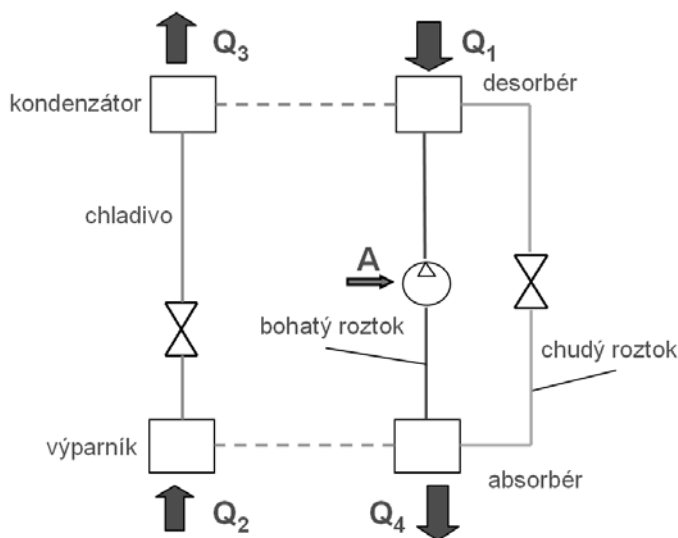 Q3
Q1
desorbér
kondenzátor
chladivo
A
bohatý roztok
chudý roztok
výparník
absorbér
Q2
Q4